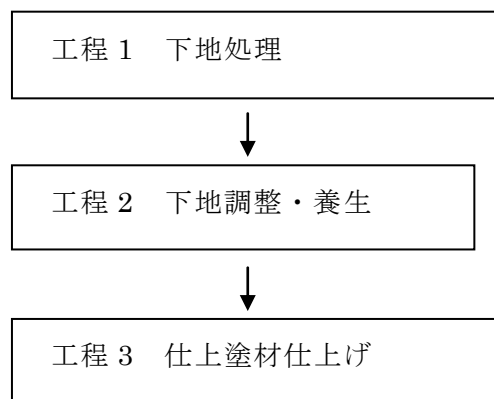 工程 1　下地処理
工程 2　下地調整・養生
工程 3　仕上塗材仕上げ